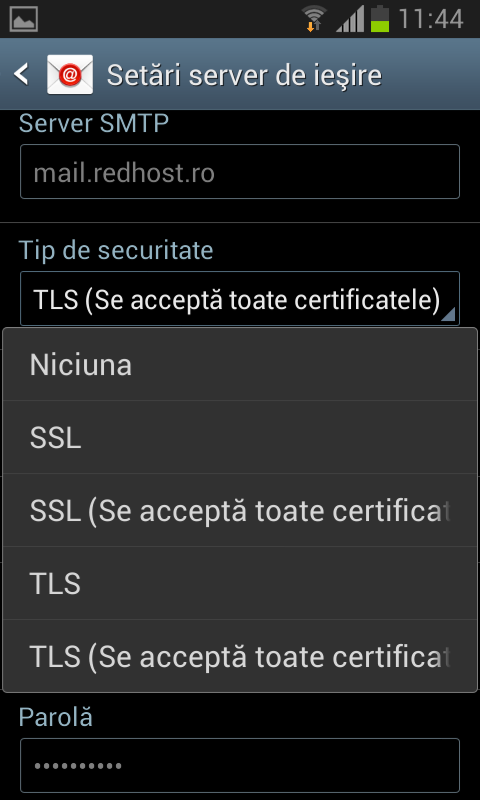 11:44
Setări server de ieşire
Server SMTP
mail.redhost.ro
Tip de securitate
TLS (Se acceptă toate certificatele)
Niciuna
SSL
SSL (Se acceptă toate certificat
TLS
TLS (Se acceptă toate certificat
Parolă
••••••••••